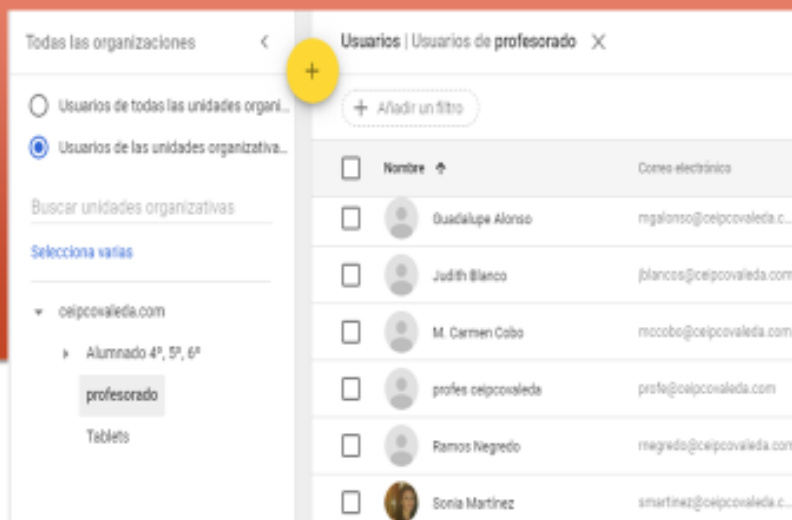 Todas las organizaciones
Usuarios de todas las unidades organi...
Usuarios de las unidades organizativa...
Buscar unidades organizativas
Selecciona varias
ceipcovaleda.com
Alumnado 4º, 5º, 6º
profesorado
Tablets
+
Usuarios | Usuarios de profesorado
+ Añadir un filtro
Nombre Correo electrónico
Guadalupe Alonso mgalonso@ceipcovaleda.c...
Judith Blanco jblancos@ceipcovaleda.com
M. Carmen Cobo mccobo@ceipcovaleda.com
profes ceipcovaleda profe@ceipcovaleda.com
Ramos Negredo rnegredo@ceipcovaleda.com
Sonia Martínez smartinez@ceipcovaleda.c...